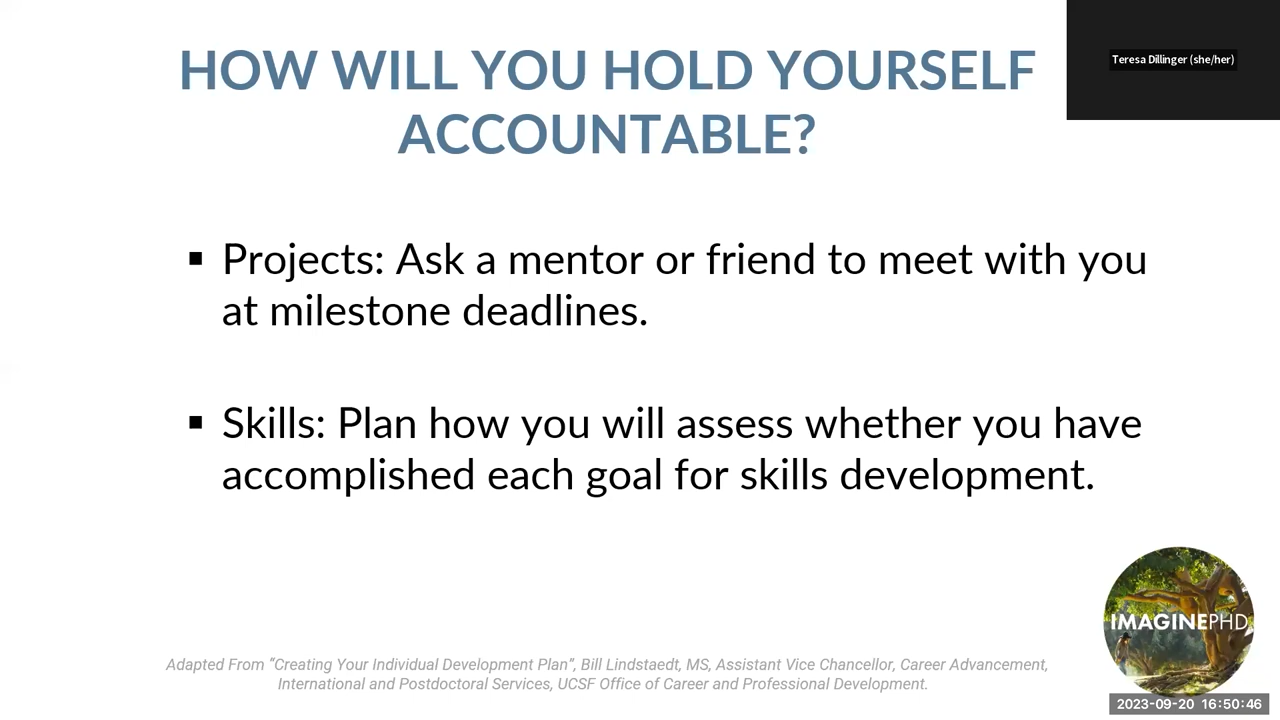 HOW WILL YOU HOLD YOURSELF
ACCOUNTABLE?
Teresa Dillinger (she/her)
▪ Projects: Ask a mentor or friend to meet with you
at milestone deadlines.
▪ Skills: Plan how you will assess whether you have
accomplished each goal for skills development.
IMAGINEPHD
Adapted From “Creating Your Individual Development Plan”, Bill Lindstaedt, MS, Assistant Vice Chancellor, Career Advancement,
International and Postdoctoral Services, UCSF Office of Career and Professional Development.
2023-09-20 16:50:46